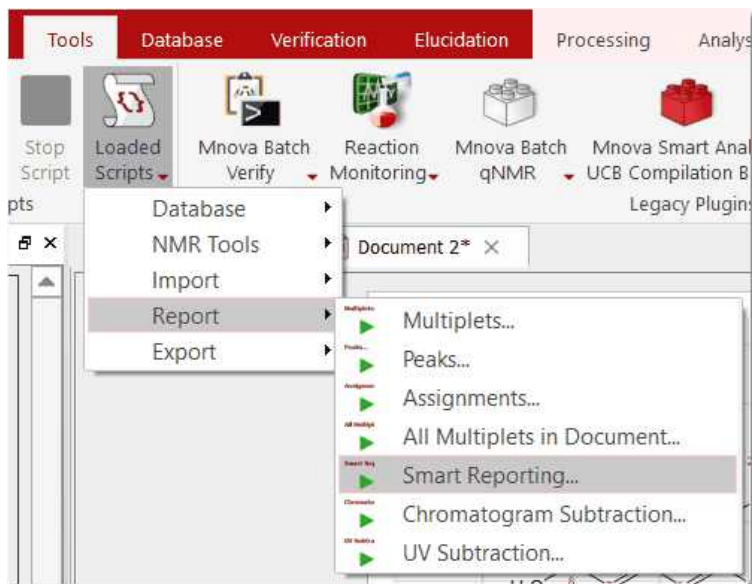 Tools Database Verification Elucidation Processing Analys
Stop Loaded Mnova Batch Reaction Mnova Batch Mnova Smart Anal
Script Scripts Verify Monitoring qNMR UCB Compilation B
pts Legacy Plugins
Document 2*
Database
NMR Tools
Import
Report
Export
Multiplets...
Peaks...
Assignments...
All Multiplets in Document...
Smart Reporting...
Chromatogram Subtraction...
UV Subtraction...